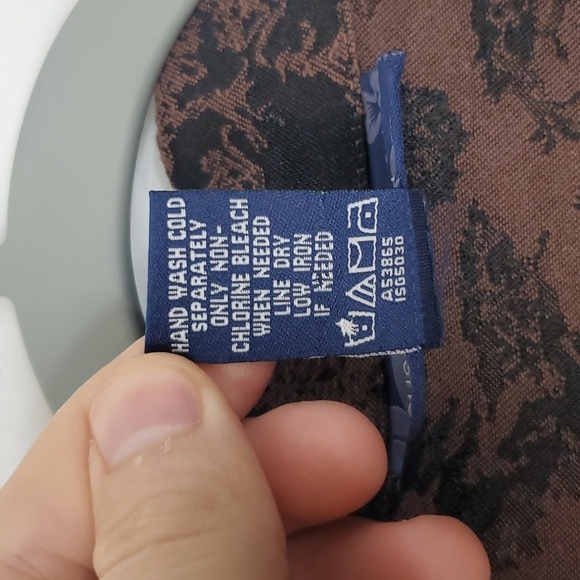 HAND WASH COLD
SEPARATELY
ONLY NON-
CHLORINE BLEACH
WHEN NEEDED
LINE DRY
LOW IRON
IF NEEDED
A53865
ISG5030